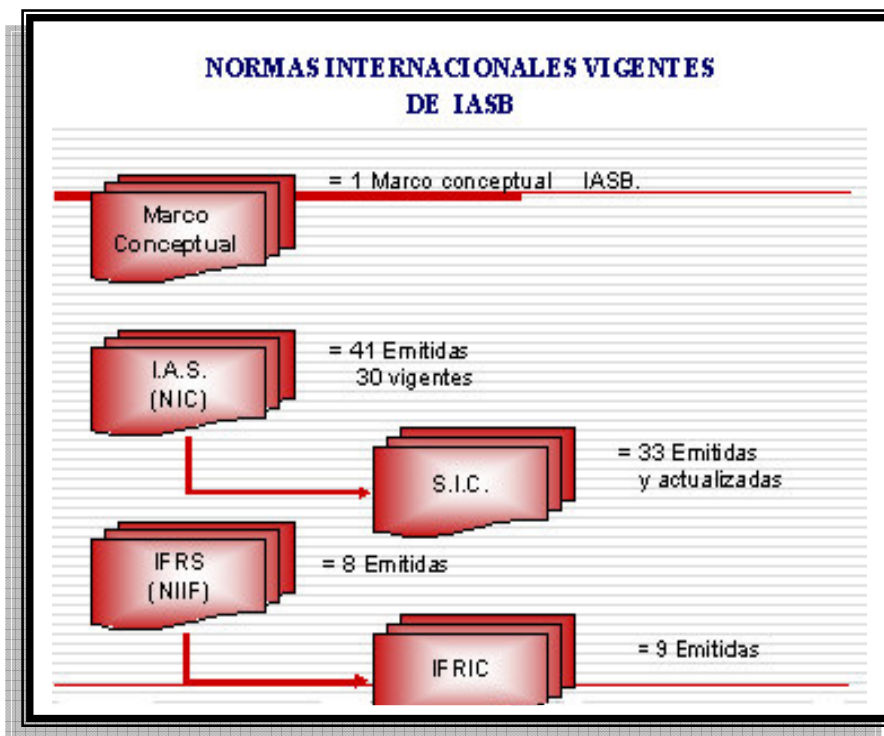 NORMAS INTERNACIONALES VIGENTES
DE IASB
= 1 Marco conceptual IASB.
Marco
Conceptual
= 41 Emitidas
30 vigentes
I.A.S.
(NIC)
= 33 Emitidas
y actualizadas
S.I.C.
IFRS
(NIIF)
= 8 Emitidas
= 9 Emitidas
IFRIC